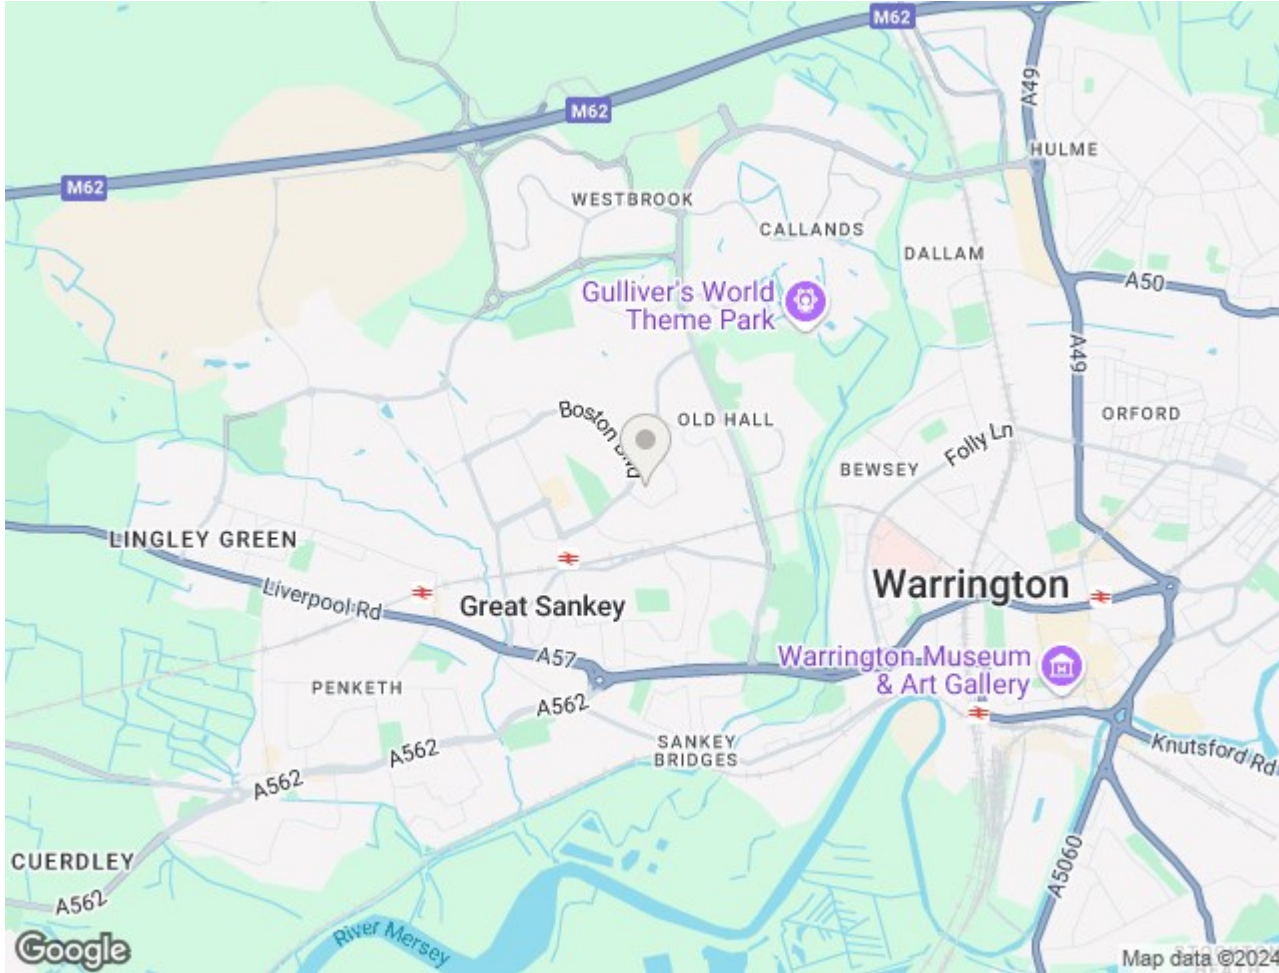 M62
A49
M62
HULME
M62
WESTBROOK
CALLANDS
DALLAM
A50
Gulliver's World
Theme Park
A49
Boston Blvd
OLD HALL
ORFORD
Folly Ln
BEWSEY
LINGLEY GREEN
Liverpool Rd
Great Sankey
Warrington
A57
Warrington Museum
& Art Gallery
PENKETH
A562
SANKEY
BRIDGES
A562
Knutsford Rd
A562
CUERDLEY
A5060
A562
River Mersey
Google
Map data ©2024